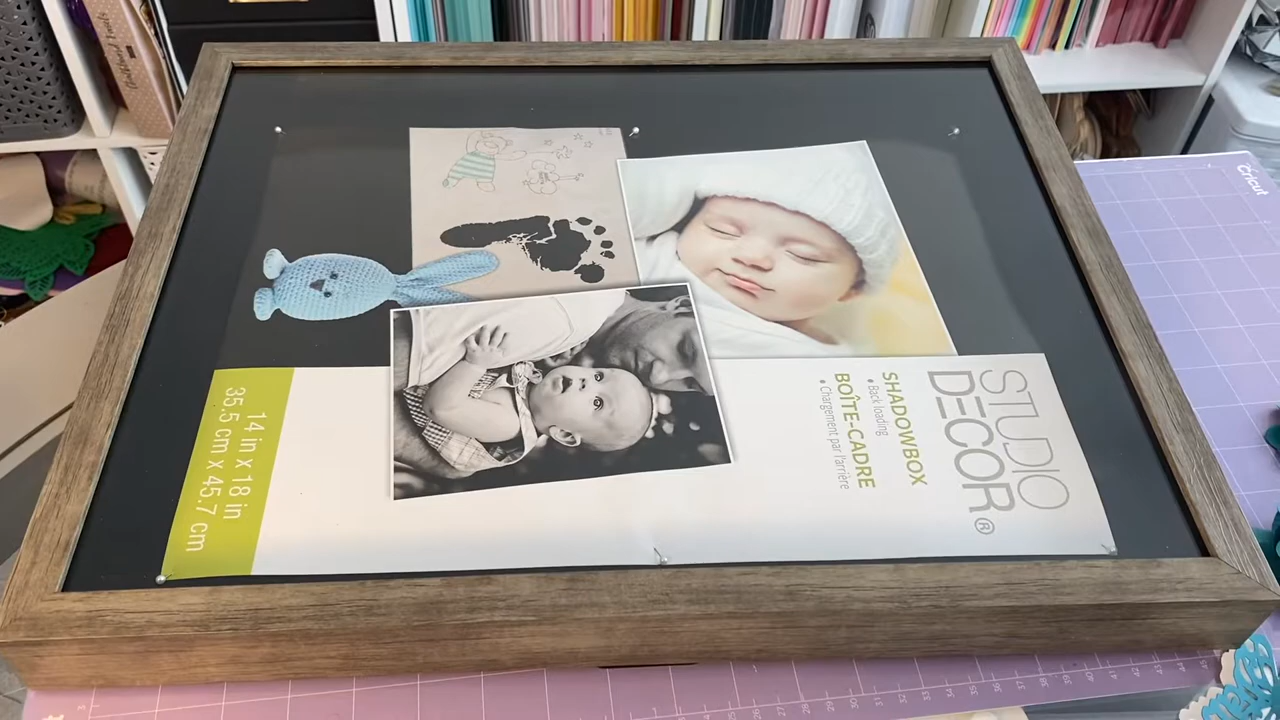 STUDIO
DECOR®
SHADOWBOX
• Back loading
BOÎTE-CADRE
• Chargement par l'arrière
14 in x 18 in
35.5 cm x 45.7 cm
Cricut